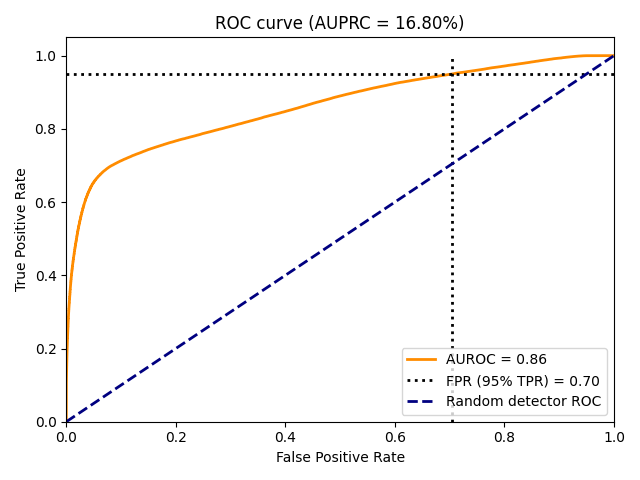 ROC curve (AUPRC = 16.80%)
True Positive Rate
1.0
0.8
0.6
0.4
0.2
0.0
0.0 0.2 0.4 0.6 0.8 1.0
False Positive Rate
AUROC = 0.86
FPR (95% TPR) = 0.70
Random detector ROC